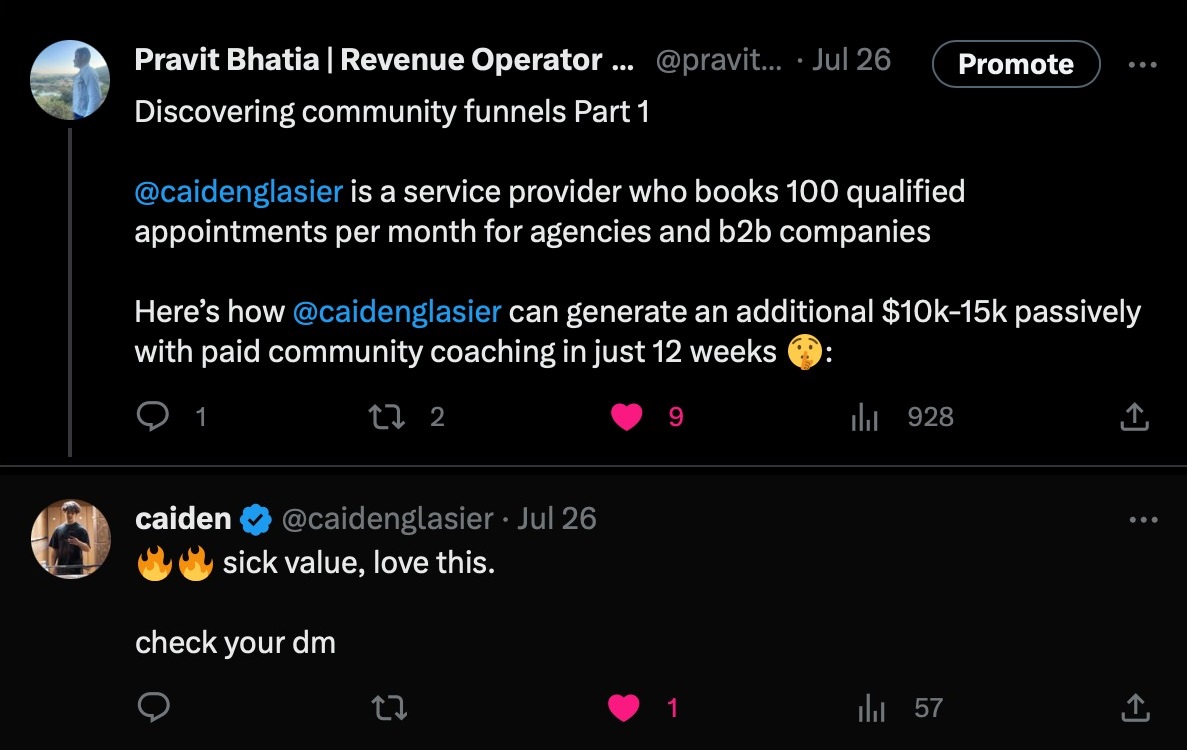 Pravit Bhatia | Revenue Operator ... @pravit... · Jul 26 Promote
Discovering community funnels Part 1
@caidenglasier is a service provider who books 100 qualified
appointments per month for agencies and b2b companies
Here’s how @caidenglasier can generate an additional $10k-15k passively
with paid community coaching in just 12 weeks 🤫:
1 2 9 928
caiden @caidenglasier · Jul 26
🔥🔥 sick value, love this.
check your dm
1 57